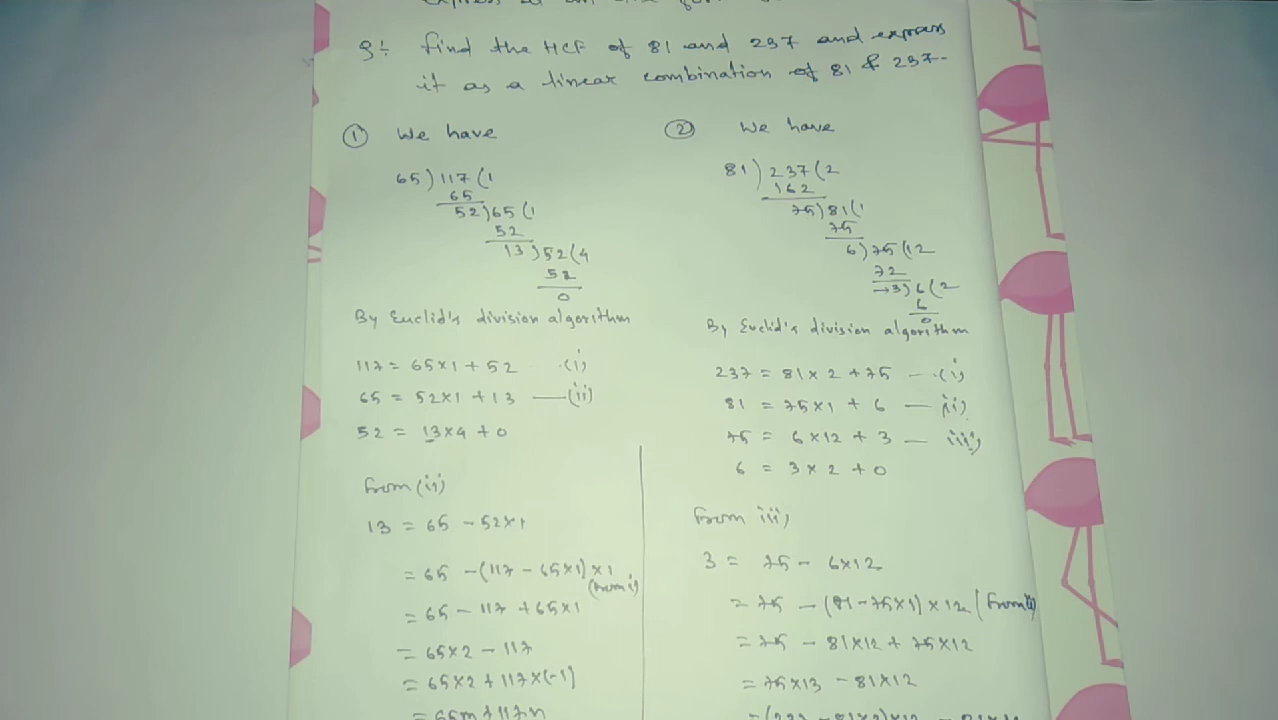 Q: Find the HCF of 81 and 237 and express
it as a linear combination of 81 & 237.
① We have
65)117(1
65
52)65(1
52
13)52(4
52
0
By Euclid's division algorithm
117 = 65×1 + 52 -(i)
65 = 52×1 + 13 —(ii)
52 = 13×4 + 0
From (ii)
13 = 65 - 52×1
= 65 - (117 - 65×1)×1
(From i)
= 65 - 117 + 65×1
= 65×2 - 117
= 65×2 + 117×(-1)
= 65m + 117n
② We have
81)237(2
162
75)81(1
75
6)75(12
72
→3)6(2
6
0
By Euclid's division algorithm
237 = 81×2 + 75 —(i)
81 = 75×1 + 6 — ii)
75 = 6×12 + 3 — iii)
6 = 3×2 + 0
From iii)
3 = 75 - 6×12
= 75 - (81-75×1)×12 (From ii)
= 75 - 81×12 + 75×12
= 75×13 - 81×12